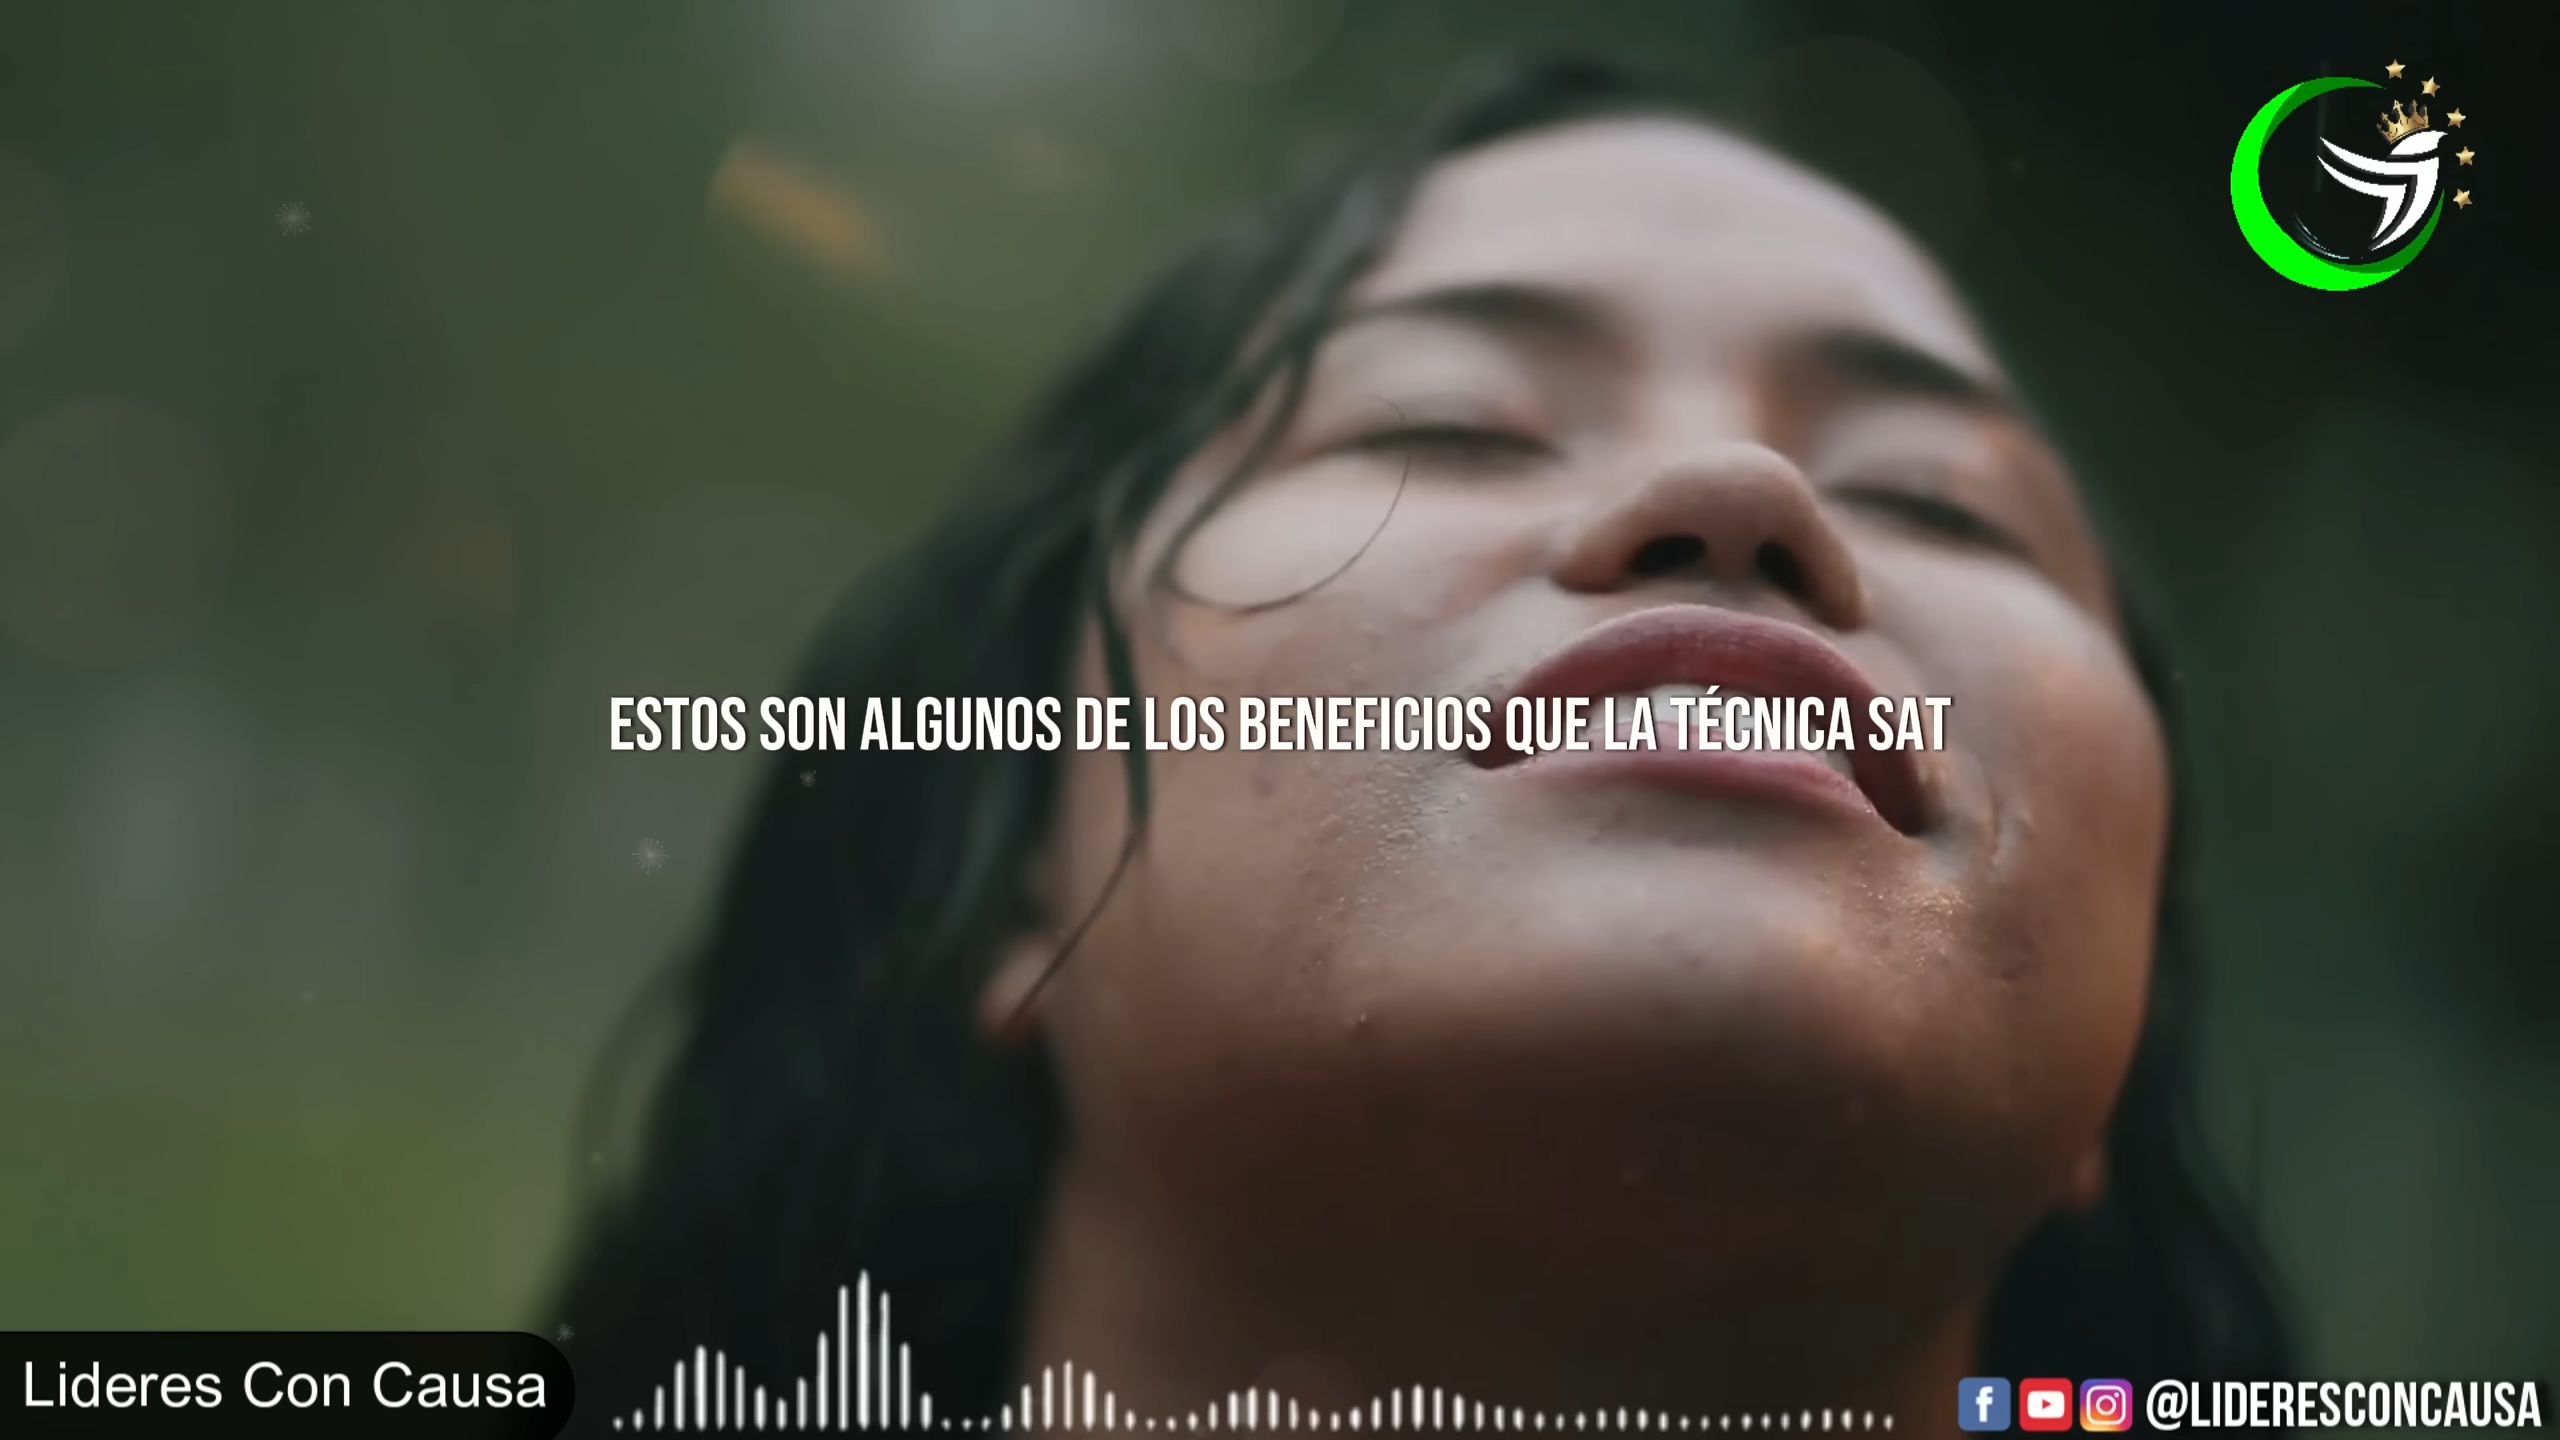 ESTOS SON ALGUNOS DE LOS BENEFICIOS QUE LA TÉCNICA SAT
Lideres Con Causa
@LIDERESCONCAUSA